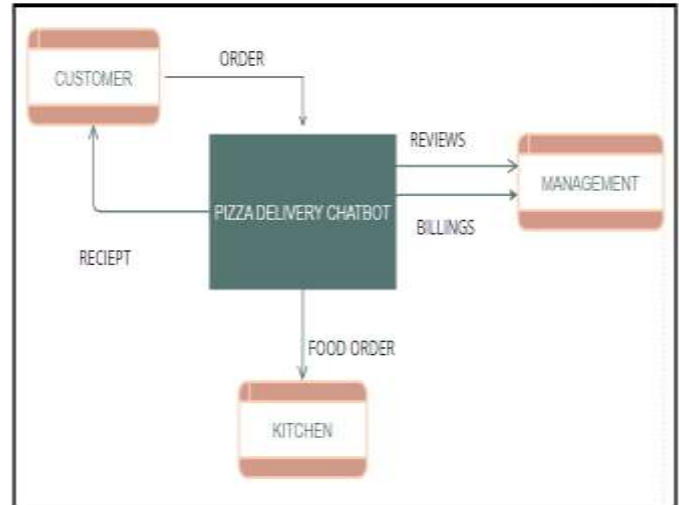 ORDER
CUSTOMER
REVIEWS
MANAGEMENT
PIZZA DELIVERY CHATBOT
BILLINGS
RECIEPT
FOOD ORDER
KITCHEN